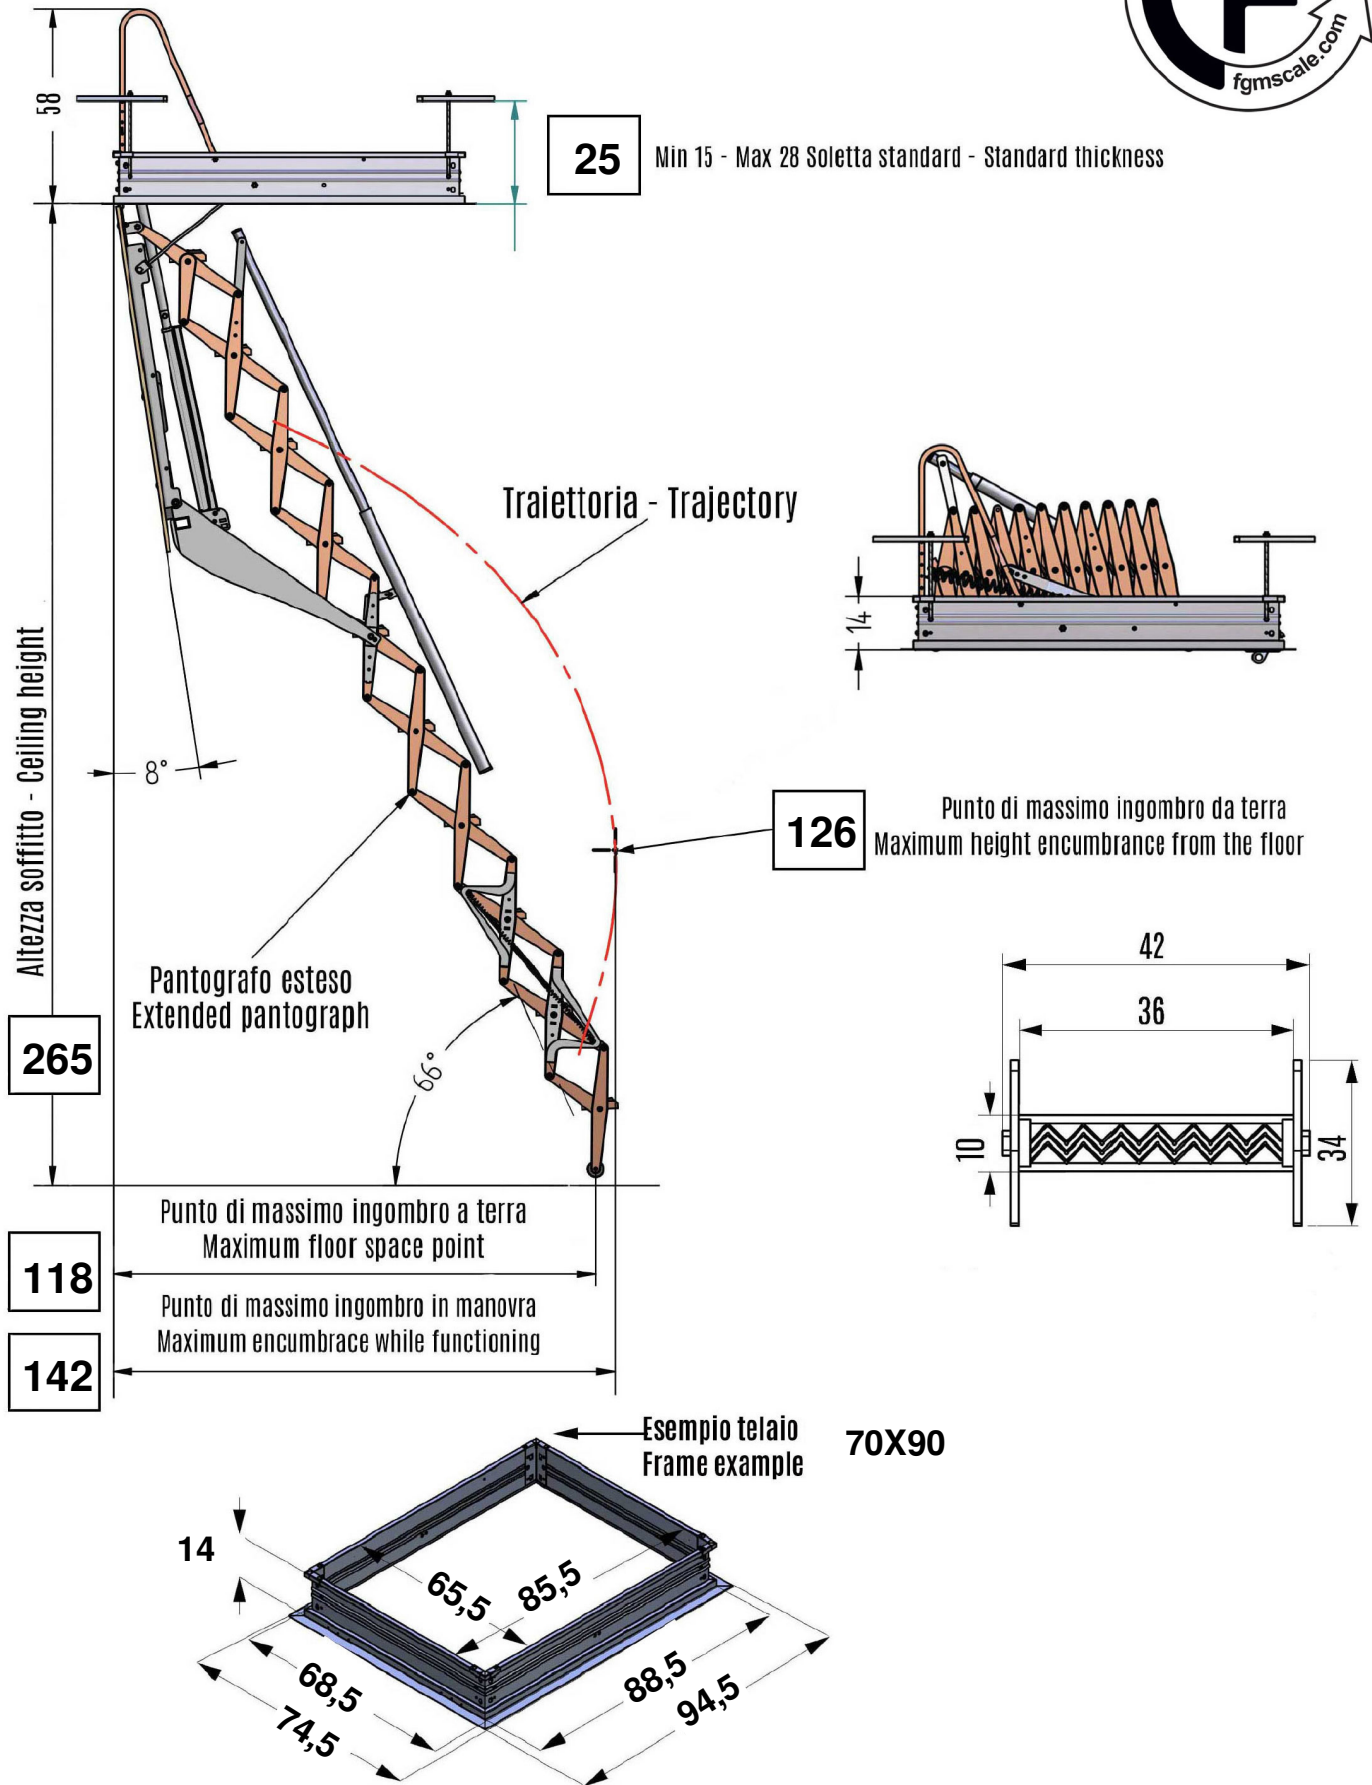 fgmscale.com
58
25
Min 15 - Max 28 Soletta standard - Standard thickness
Traiettoria - Trajectory
14
Altezza soffitto - Ceiling height
8°
126
Punto di massimo ingombro da terra
Maximum height encumbrance from the floor
Pantografo esteso
Extended pantograph
42
36
265
66°
10
34
Punto di massimo ingombro a terra
Maximum floor space point
118
Punto di massimo ingombro in manovra
Maximum encumbrace while functioning
142
Esempio telaio
Frame example
70X90
14
65,5
85,5
68,5
88,5
74,5
94,5